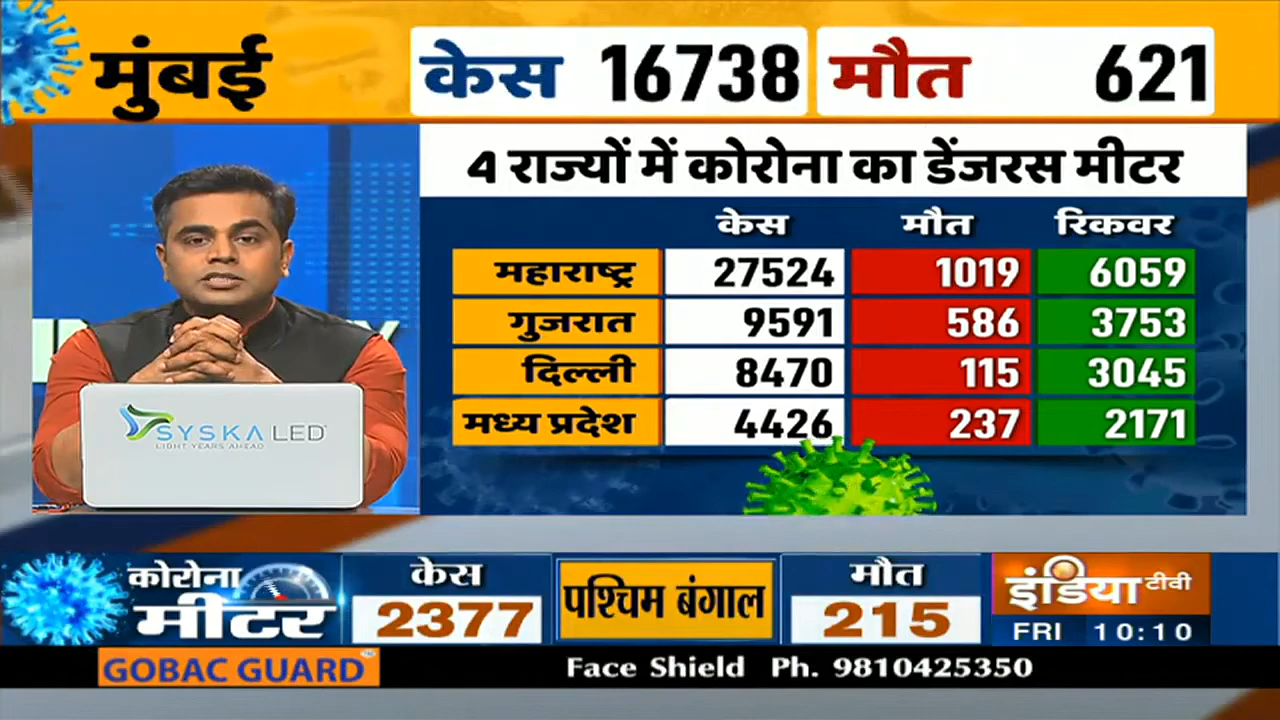 मुंबई केस 16738 मौत 621
4 राज्यों में कोरोना का डेंजरस मीटर
केस मौत रिकवर
महाराष्ट्र 27524 1019 6059
गुजरात 9591 586 3753
दिल्ली 8470 115 3045
मध्य प्रदेश 4426 237 2171
SYSKA LED
LIGHT YEARS AHEAD
कोरोना मीटर
केस
2377
पश्चिम बंगाल
मौत
215
इंडिया टीवी
FRI 10:10
GOBAC GUARD Face Shield Ph. 9810425350